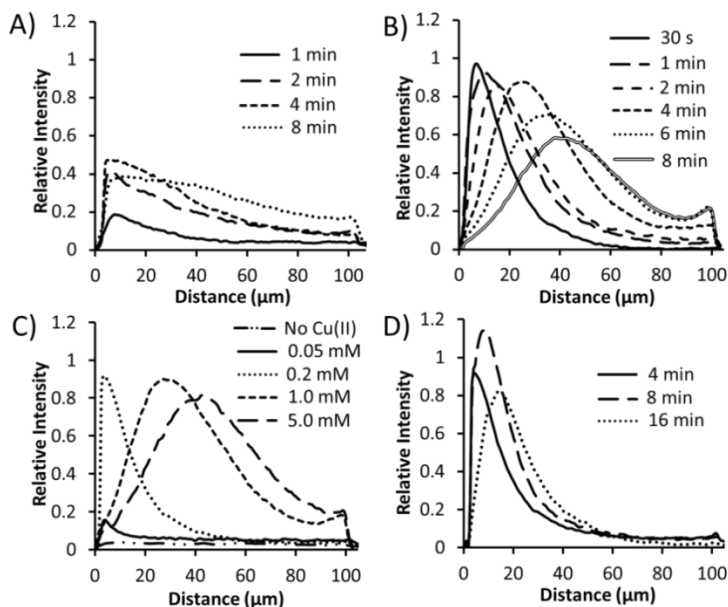 A)
1.2
1
0.8
0.6
0.4
0.2
0
Relative Intensity
0 20 40 60 80 100
Distance (µm)
1 min
2 min
4 min
8 min
B)
1.2
1
0.8
0.6
0.4
0.2
0
Relative Intensity
0 20 40 60 80 100
Distance (µm)
30 s
1 min
2 min
4 min
6 min
8 min
C)
1.2
1
0.8
0.6
0.4
0.2
0
Relative Intensity
0 20 40 60 80 100
Distance (µm)
No Cu(II)
0.05 mM
0.2 mM
1.0 mM
5.0 mM
D)
1.2
1
0.8
0.6
0.4
0.2
0
Relative Intensity
0 20 40 60 80 100
Distance (µm)
4 min
8 min
16 min